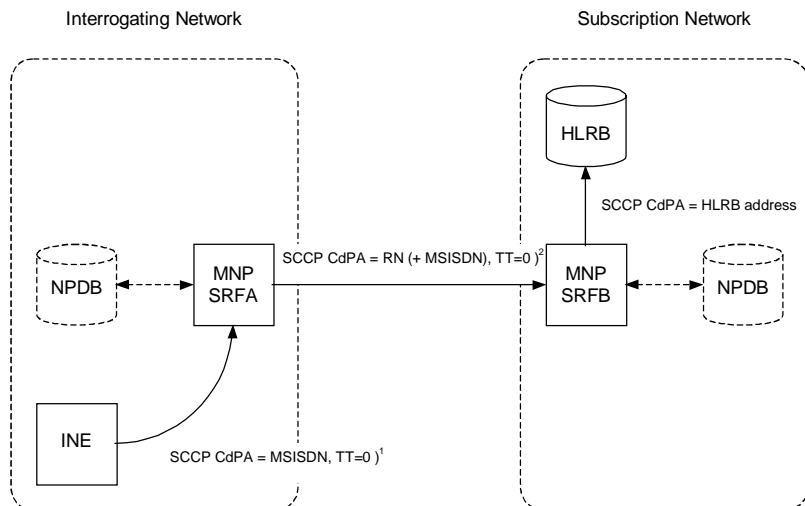 Interrogating Network
Subscription Network
HLRB
SCCP CdPA = HLRB address
NPDB
MNP
SRFA
SCCP CdPA = RN (+ MSISDN), TT=0 )²
MNP
SRFB
NPDB
INE
SCCP CdPA = MSISDN, TT=0 )¹